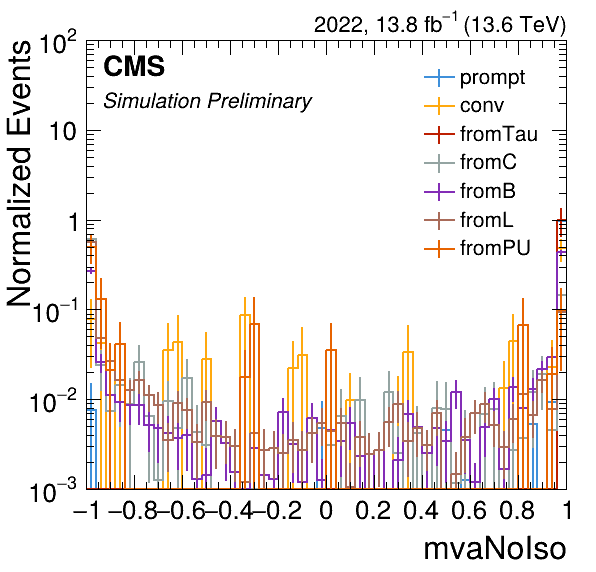 2022, 13.8 fb⁻¹ (13.6 TeV)
CMS
Simulation Preliminary
prompt
conv
fromTau
fromC
fromB
fromL
fromPU
Normalized Events
10²
10
1
10⁻¹
10⁻²
10⁻³
−1 −0.8 −0.6 −0.4 −0.2 0 0.2 0.4 0.6 0.8 1
mvaNoIso